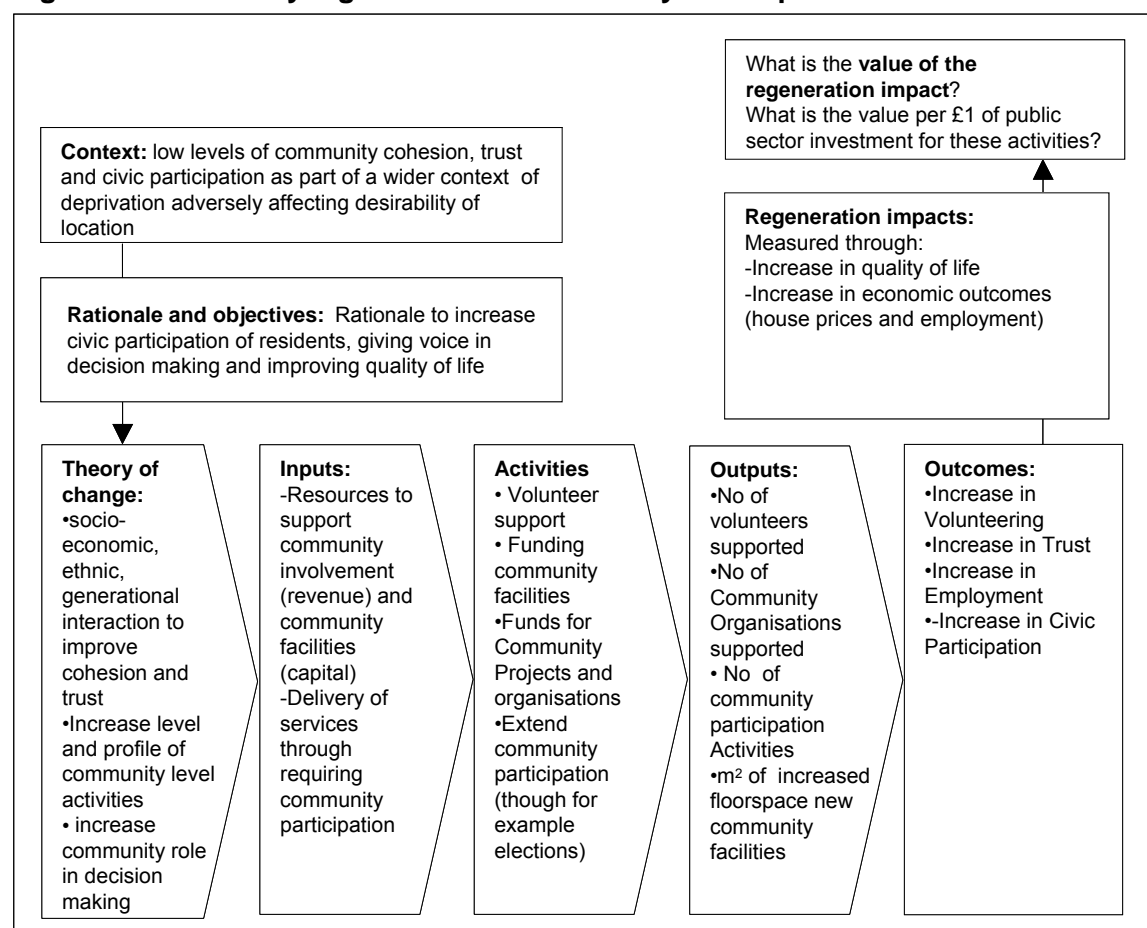 Context: low levels of community cohesion, trust
and civic participation as part of a wider context of
deprivation adversely affecting desirability of
location
Rationale and objectives: Rationale to increase
civic participation of residents, giving voice in
decision making and improving quality of life
Theory of
change:
•socio-
economic,
ethnic,
generational
interaction to
improve
cohesion and
trust
•Increase level
and profile of
community level
activities
• increase
community role
in decision
making
Inputs:
-Resources to
support
community
involvement
(revenue) and
community
facilities
(capital)
-Delivery of
services
through
requiring
community
participation
Activities
• Volunteer
support
• Funding
community
facilities
•Funds for
Community
Projects and
organisations
•Extend
community
participation
(though for
example
elections)
Outputs:
•No of
volunteers
supported
•No of
Community
Organisations
supported
• No of
community
participation
Activities
•m² of increased
floorspace new
community
facilities
Outcomes:
•Increase in
Volunteering
•Increase in Trust
•Increase in
Employment
•-Increase in Civic
Participation
Regeneration impacts:
Measured through:
-Increase in quality of life
-Increase in economic outcomes
(house prices and employment)
What is the value of the
regeneration impact?
What is the value per £1 of public
sector investment for these activities?